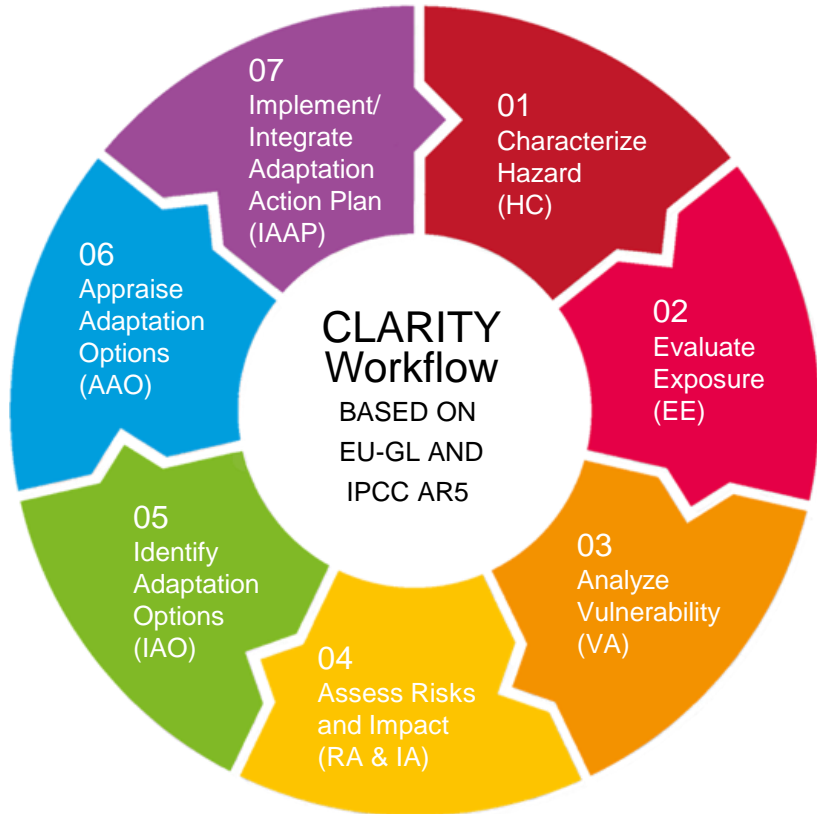 CLARITY
Workflow
BASED ON
EU-GL AND
IPCC AR5
01
Characterize
Hazard
(HC)
02
Evaluate
Exposure
(EE)
03
Analyze
Vulnerability
(VA)
04
Assess Risks
and Impact
(RA & IA)
05
Identify
Adaptation
Options
(IAO)
06
Appraise
Adaptation
Options
(AAO)
07
Implement/
Integrate
Adaptation
Action Plan
(IAAP)